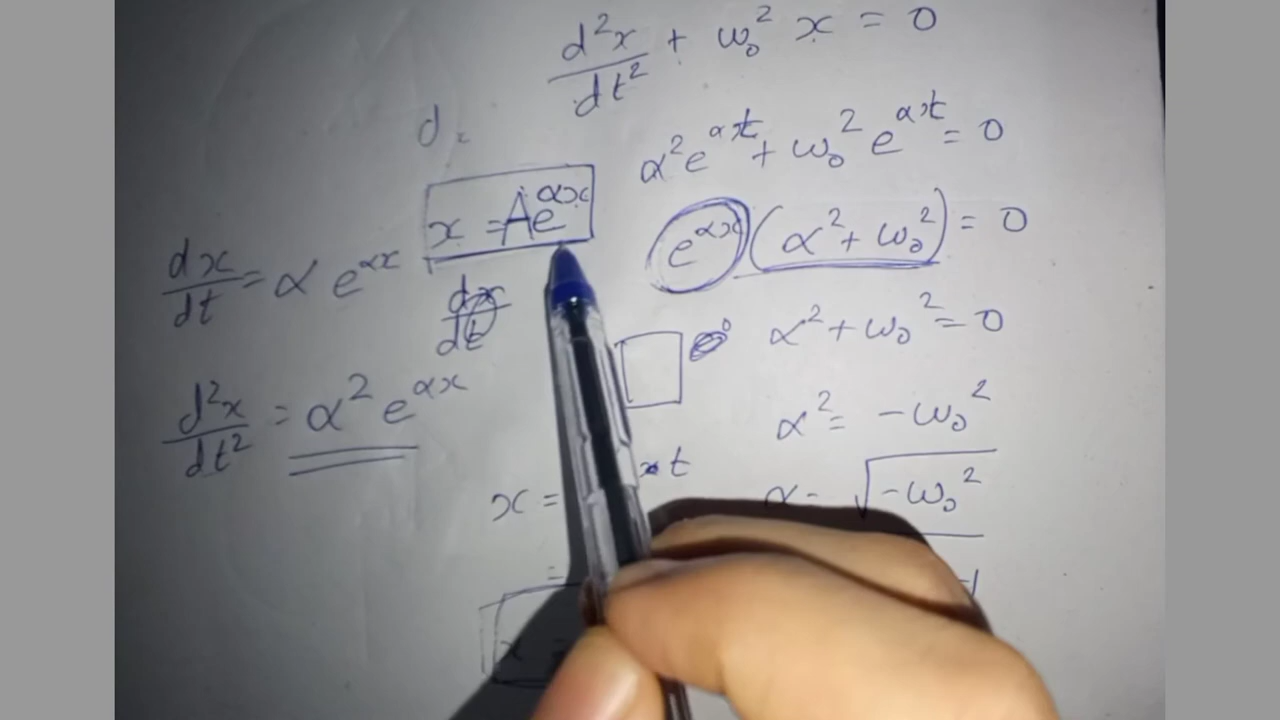 d²x/dt² + ω₀² x = 0
d
α²e^αt + ω₀² e^αt = 0
x = Ae^αx
e^αx (α² + ω₀²) = 0
dx/dt = α e^αx
dx/dt
α² + ω₀² = 0
d²x/dt² = α² e^αx
α² = -ω₀²
x = t
α - √-ω₀²
=
x =